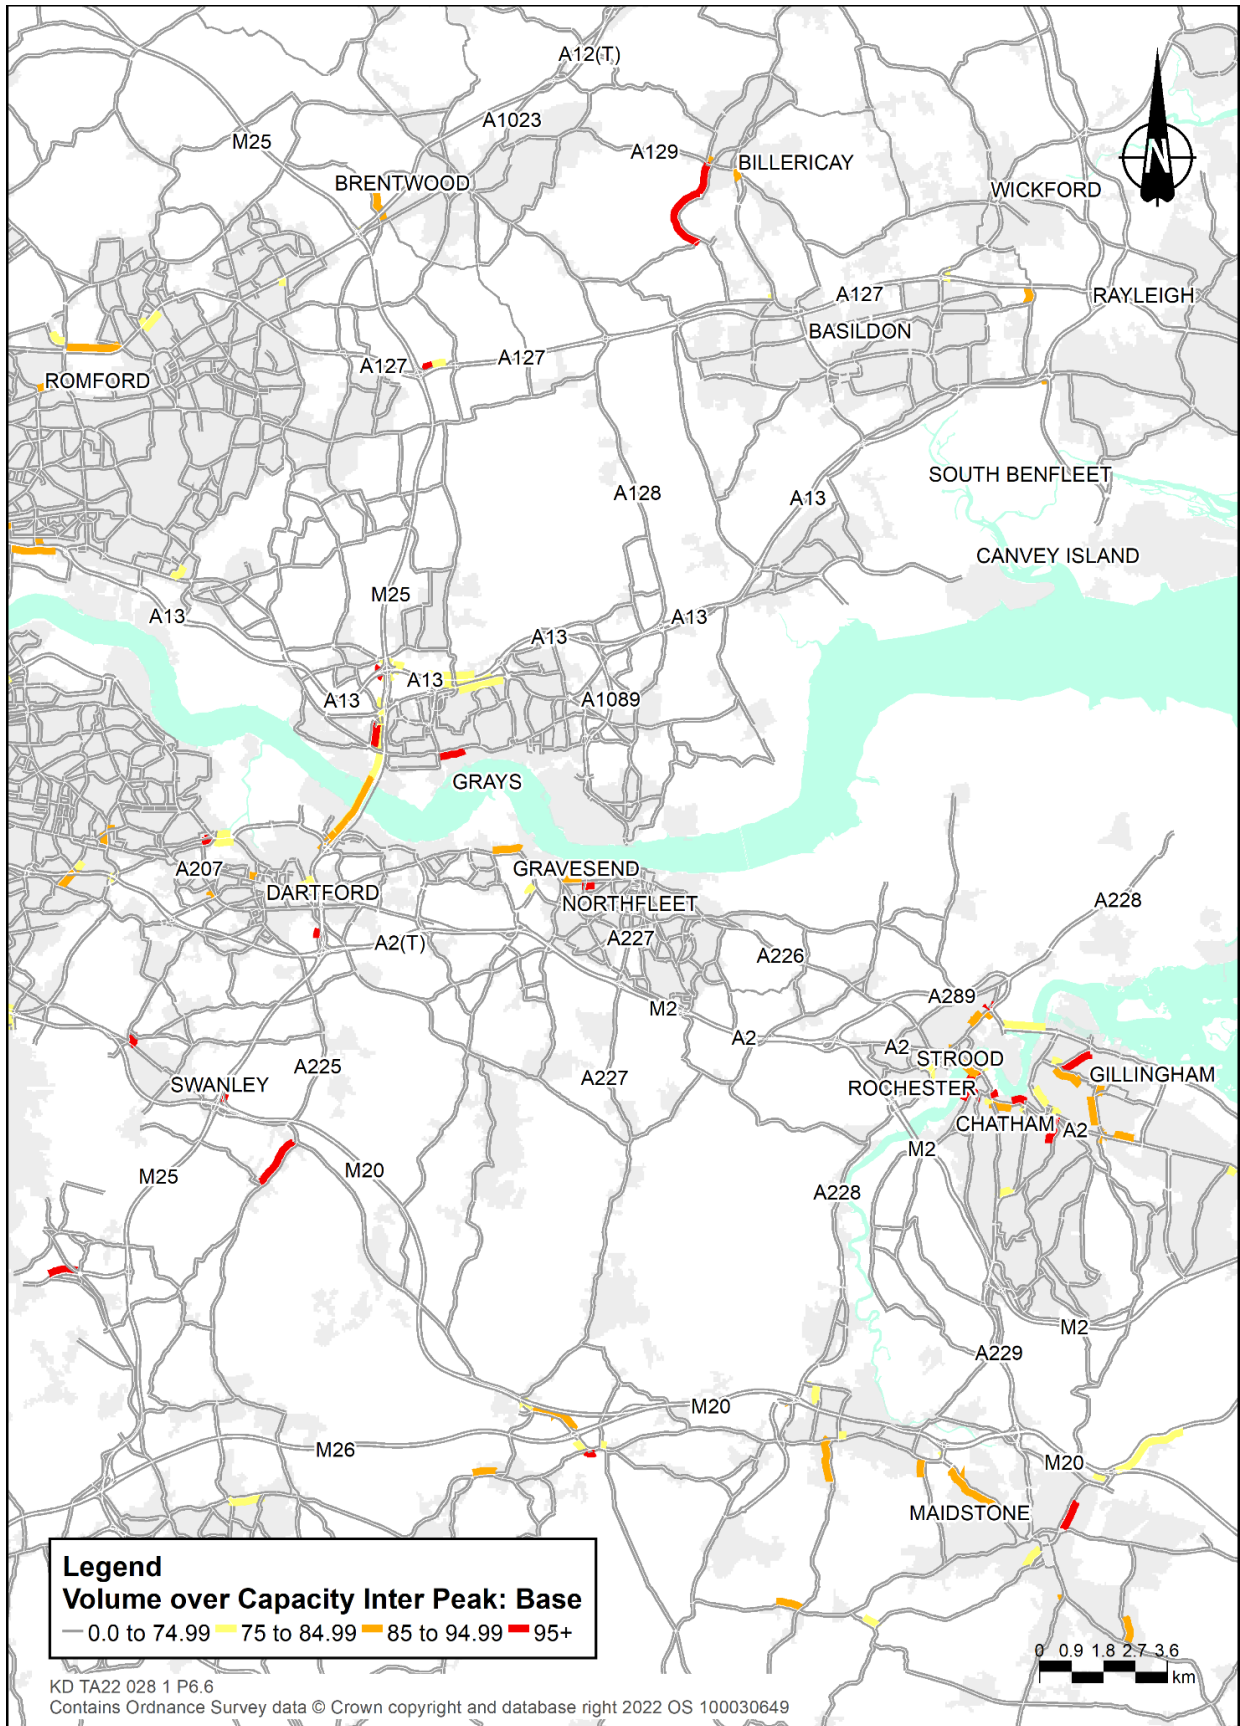 A12(T)
A1023
M25
A129
BILLERICAY
N
BRENTWOOD
WICKFORD
A127
RAYLEIGH
BASILDON
A127
A127
ROMFORD
SOUTH BENFLEET
A128
A13
CANVEY ISLAND
M25
A13
A13
A13
A13
A13
A1089
GRAYS
A207
GRAVESEND
DARTFORD
NORTHFLEET
A228
A227
A2(T)
A226
A289
M2
A2
A2
STROOD
A225
GILLINGHAM
SWANLEY
A227
ROCHESTER
CHATHAM
A2
M2
M20
M25
A228
M2
A229
M20
M26
M20
MAIDSTONE
Legend
Volume over Capacity Inter Peak: Base
0.0 to 74.99 75 to 84.99 85 to 94.99 95+
0 0.9 1.8 2.7 3.6
km
KD TA22 028 1 P6.6
Contains Ordnance Survey data © Crown copyright and database right 2022 OS 100030649